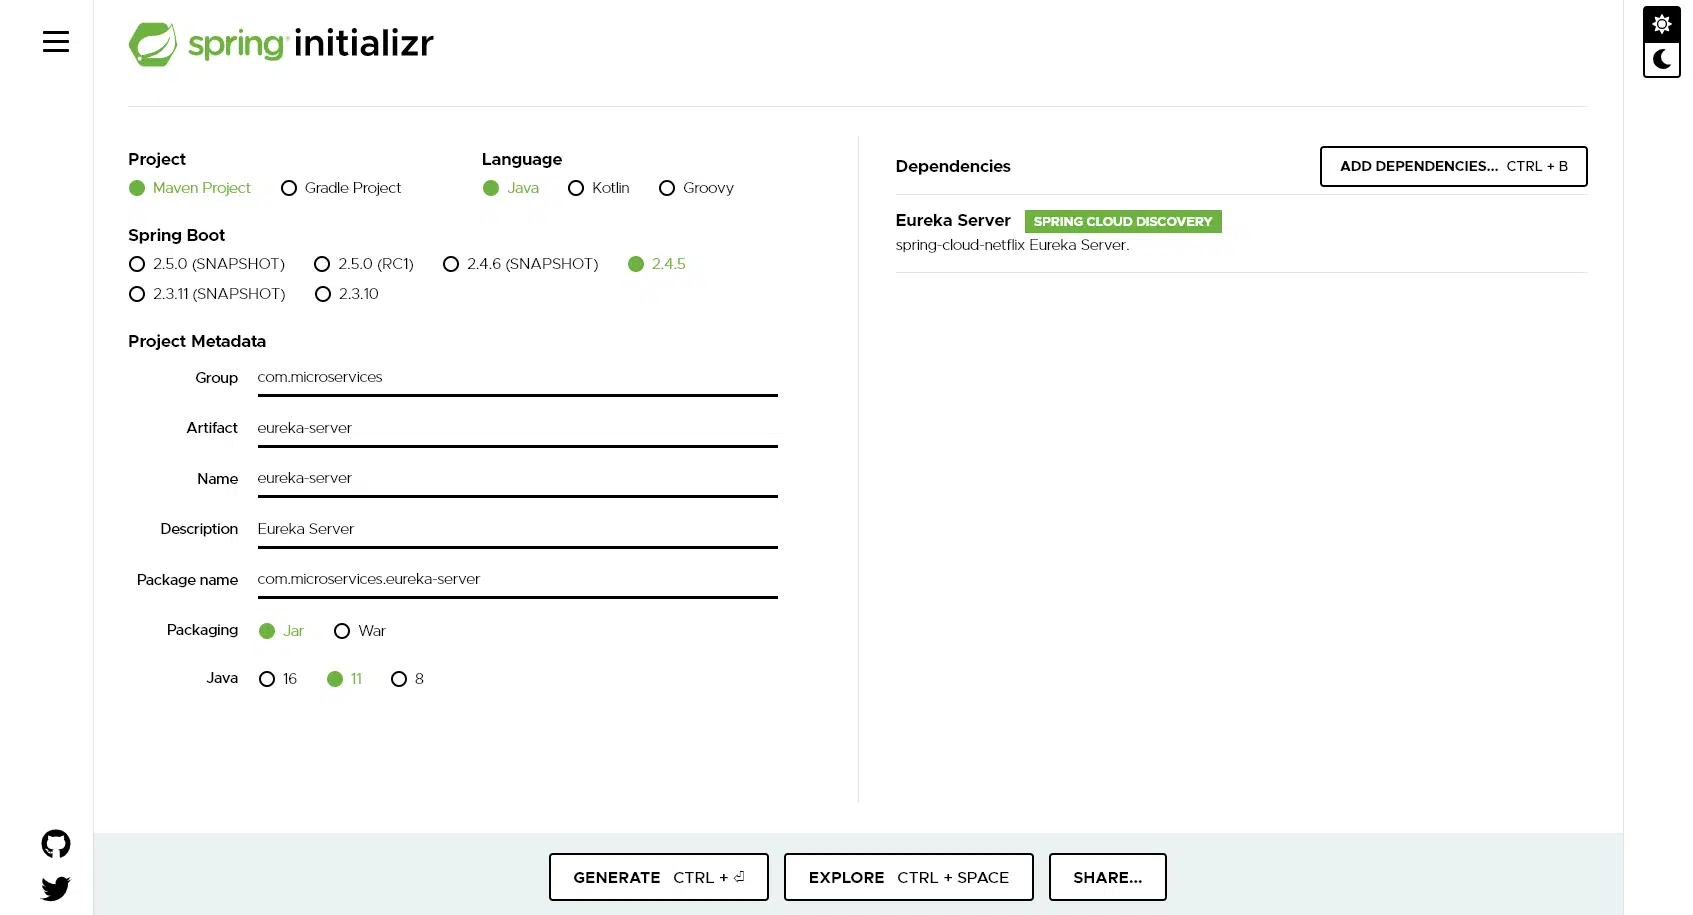 spring initializr
Project
Maven Project
Gradle Project
Language
Java
Kotlin
Groovy
Spring Boot
2.5.0 (SNAPSHOT)
2.5.0 (RC1)
2.4.6 (SNAPSHOT)
2.4.5
2.3.11 (SNAPSHOT)
2.3.10
Project Metadata
Group com.microservices
Artifact eureka-server
Name eureka-server
Description Eureka Server
Package name com.microservices.eureka-server
Packaging Jar War
Java 16 11 8
Dependencies
ADD DEPENDENCIES... CTRL + B
Eureka Server SPRING CLOUD DISCOVERY
spring-cloud-netflix Eureka Server.
GENERATE CTRL + ⏎
EXPLORE CTRL + SPACE
SHARE...